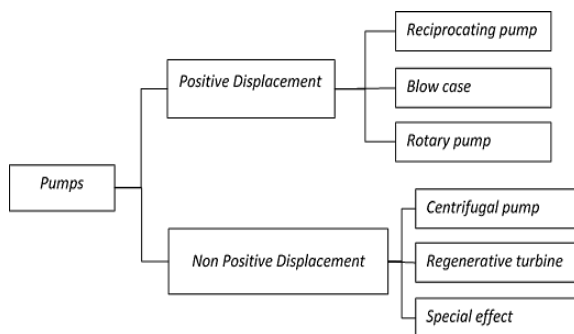 Pumps
Positive Displacement
Reciprocating pump
Blow case
Rotary pump
Non Positive Displacement
Centrifugal pump
Regenerative turbine
Special effect